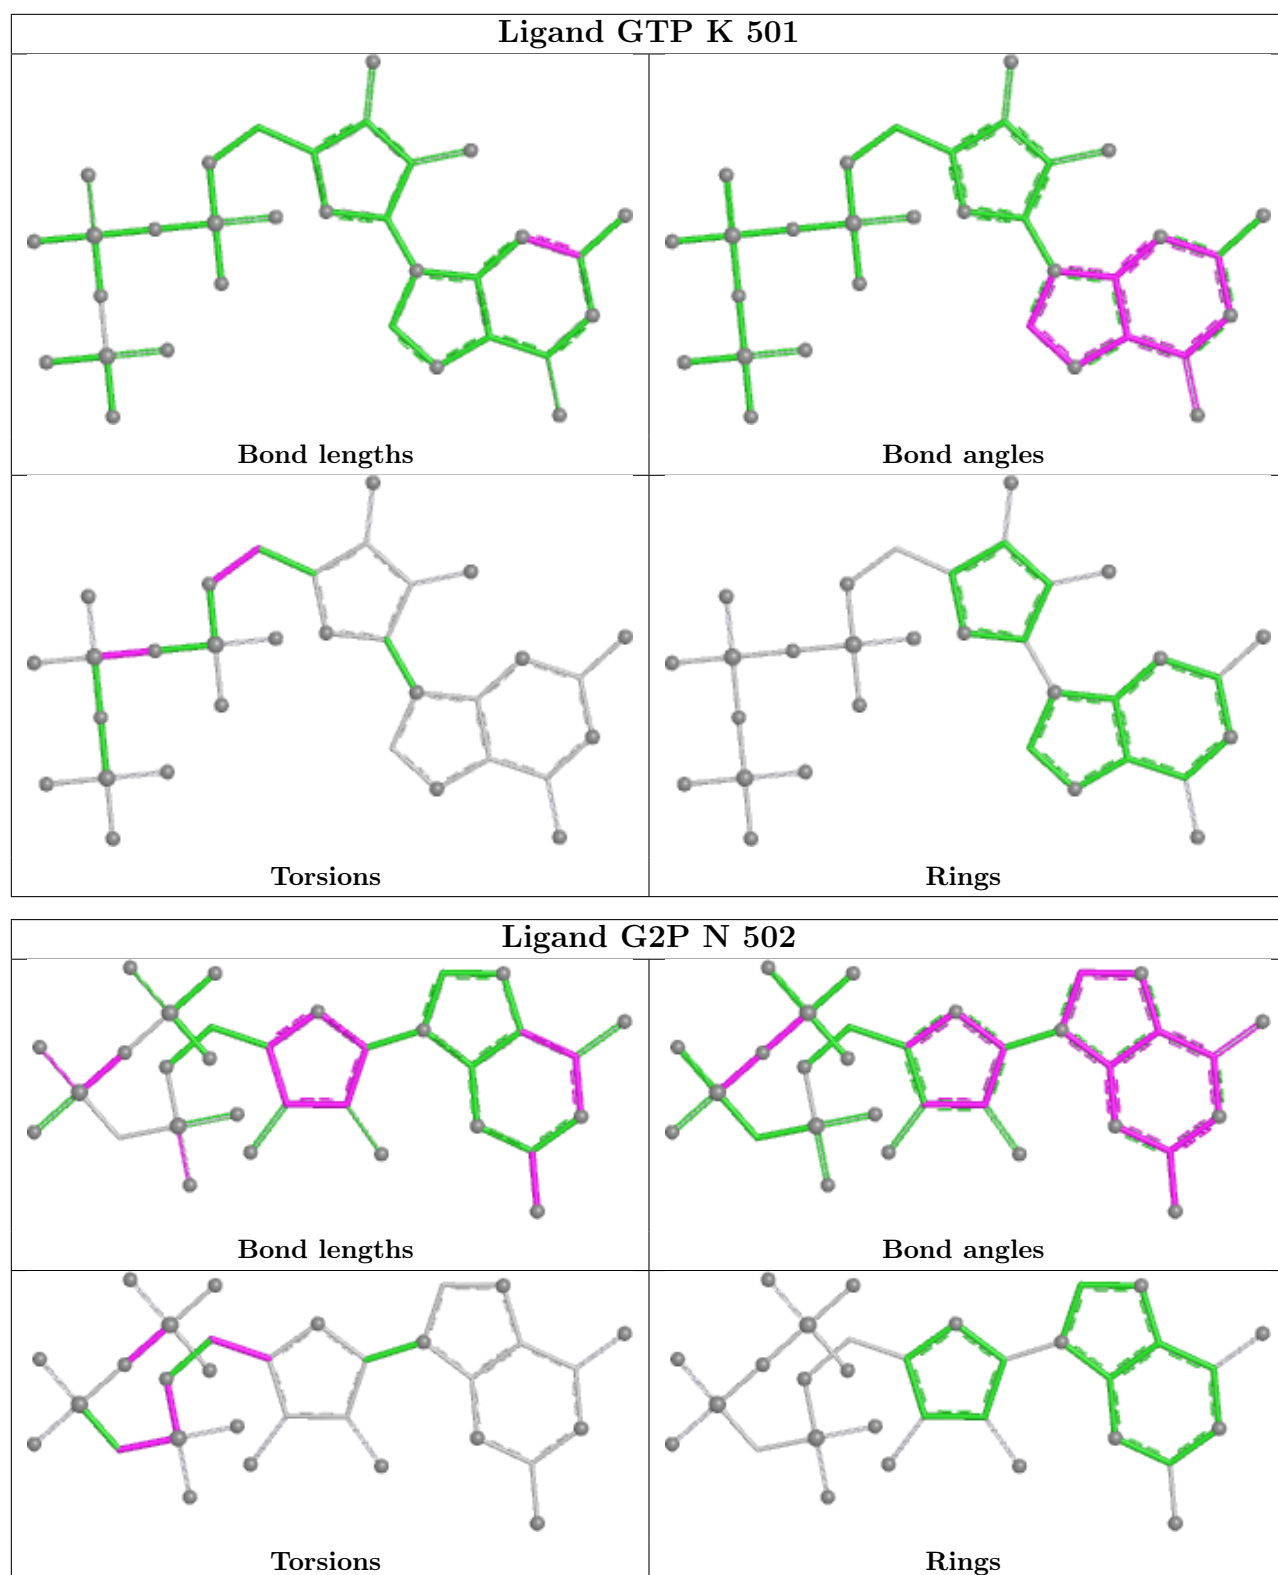 Ligand GTP K 501
Bond lengths
Bond angles
Torsions
Rings
Ligand G2P N 502
Bond lengths
Bond angles
Torsions
Rings